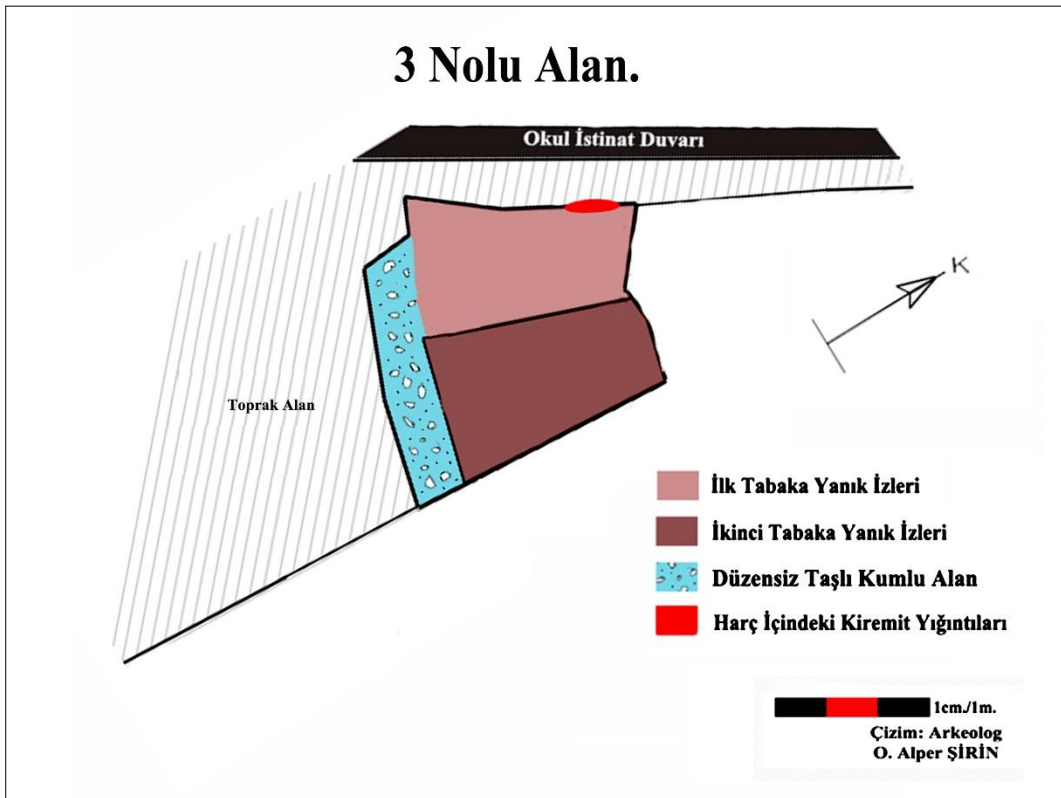 3 Nolu Alan.
Okul İstinat Duvarı
K
Toprak Alan
İlk Tabaka Yanık İzleri
İkinci Tabaka Yanık İzleri
Düzensiz Taşlı Kumlu Alan
Harç İçindeki Kiremit Yığıntıları
1cm./1m.
Çizim: Arkeolog
O. Alper ŞİRİN